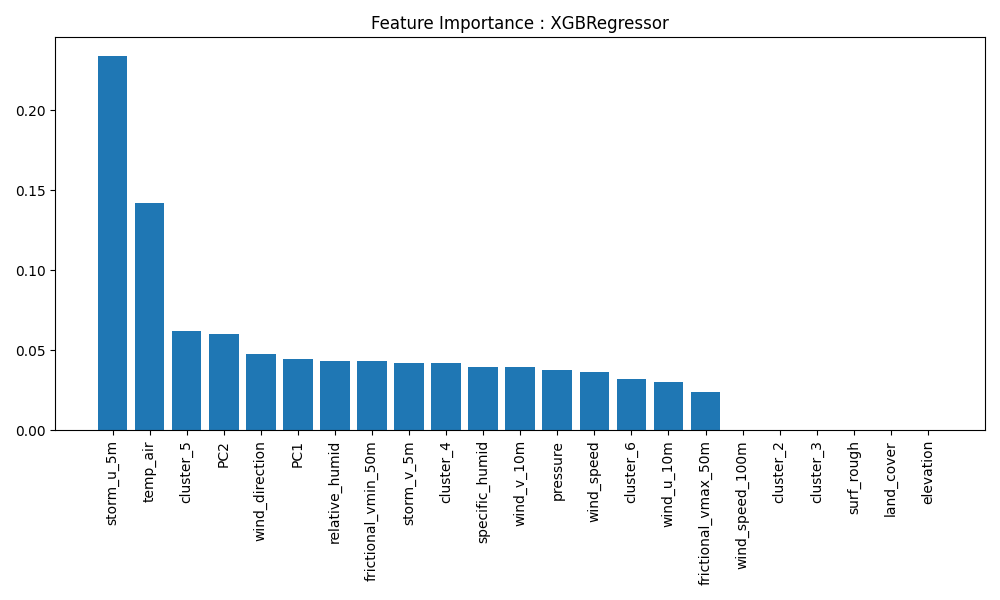 Feature Importance : XGBRegressor
0.20
0.15
0.10
0.05
0.00
storm_u_5m
temp_air
cluster_5
PC2
wind_direction
PC1
relative_humid
frictional_vmin_50m
storm_v_5m
cluster_4
specific_humid
wind_v_10m
pressure
wind_speed
cluster_6
wind_u_10m
frictional_vmax_50m
wind_speed_100m
cluster_2
cluster_3
surf_rough
land_cover
elevation